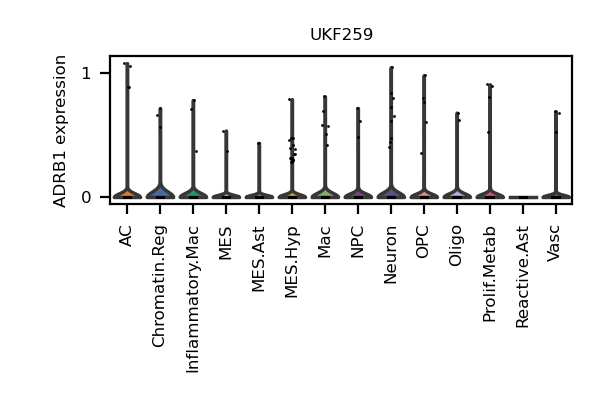 UKF259
ADRB1 expression
1
0
AC
Chromatin.Reg
Inflammatory.Mac
MES
MES.Ast
MES.Hyp
Mac
NPC
Neuron
OPC
Oligo
Prolif.Metab
Reactive.Ast
Vasc